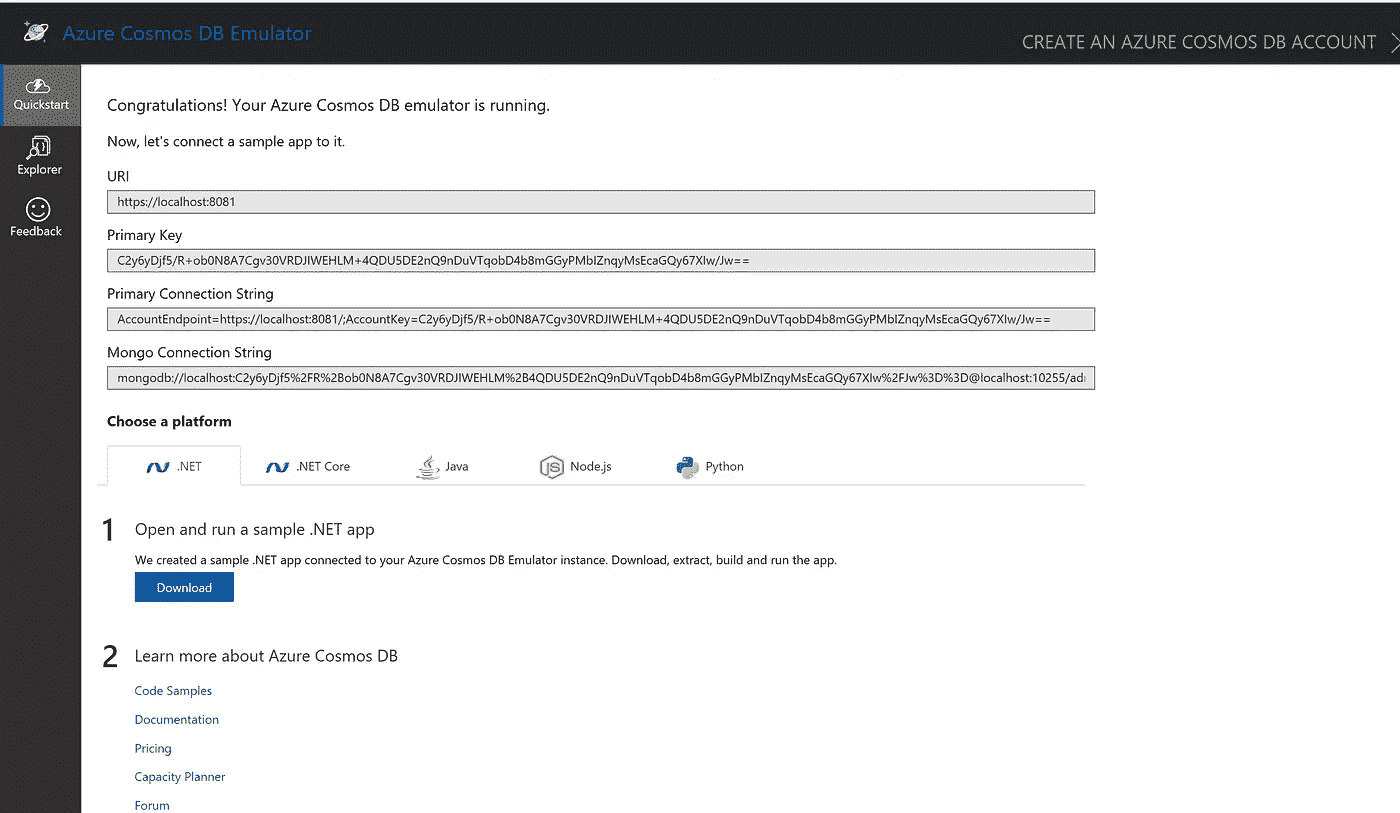 Azure Cosmos DB Emulator
CREATE AN AZURE COSMOS DB ACCOUNT
Quickstart
Explorer
Feedback
Congratulations! Your Azure Cosmos DB emulator is running.
Now, let's connect a sample app to it.
URI
https://localhost:8081
Primary Key
C2y6yDjf5/R+ob0N8A7Cgv30VRDJIWEHLM+4QDU5DE2nQ9nDuVTqobD4b8mGGyPMbIZnqyMsEcaGQy67XIw/Jw==
Primary Connection String
AccountEndpoint=https://localhost:8081/;AccountKey=C2y6yDjf5/R+ob0N8A7Cgv30VRDJIWEHLM+4QDU5DE2nQ9nDuVTqobD4b8mGGyPMbIZnqyMsEcaGQy67XIw/Jw==
Mongo Connection String
mongodb://localhost:C2y6yDjf5%2FR%2Bob0N8A7Cgv30VRDJIWEHLM%2B4QDU5DE2nQ9nDuVTqobD4b8mGGyPMbIZnqyMsEcaGQy67XIw%2FJw%3D%3D@localhost:10255/ad
Choose a platform
.NET
.NET Core
Java
JS Node.js
Python
1 Open and run a sample .NET app
We created a sample .NET app connected to your Azure Cosmos DB Emulator instance. Download, extract, build and run the app.
Download
2 Learn more about Azure Cosmos DB
Code Samples
Documentation
Pricing
Capacity Planner
Forum